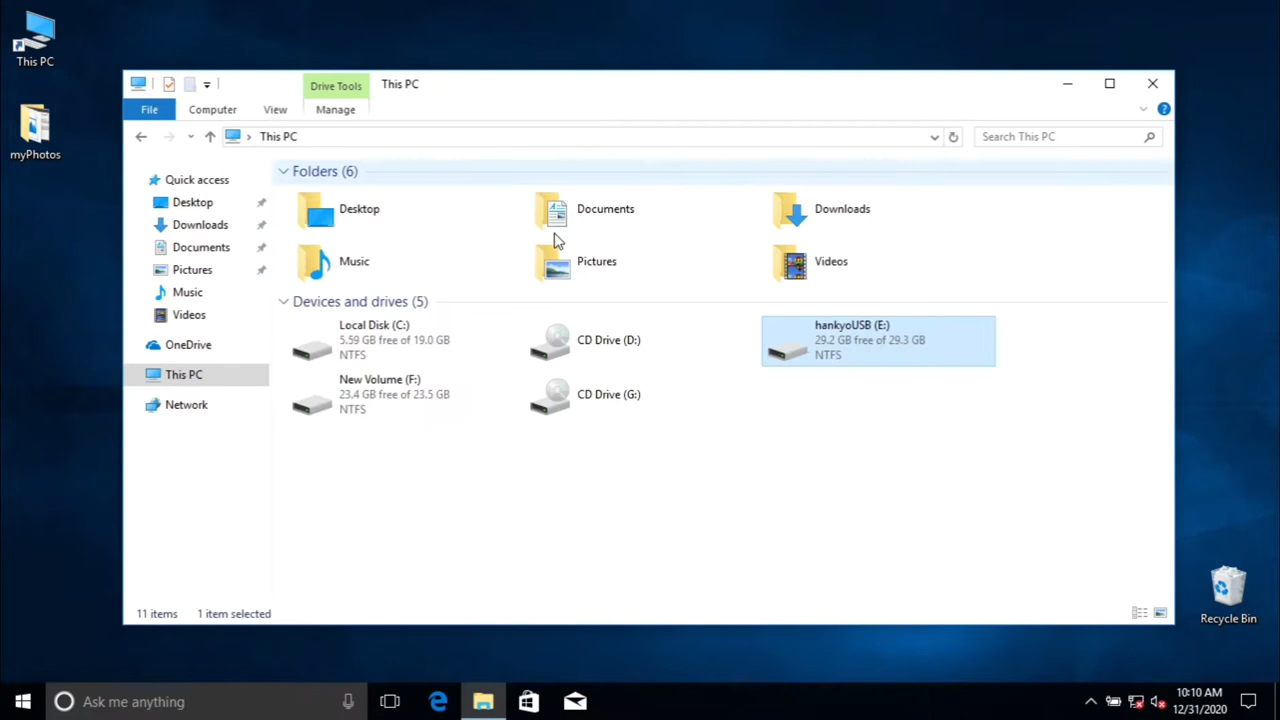 This PC
myPhotos
Drive Tools
This PC
File
Computer
View
Manage
This PC
Search This PC
Quick access
Desktop
Downloads
Documents
Pictures
Music
Videos
OneDrive
This PC
Network
Folders (6)
Desktop
Documents
Downloads
Music
Pictures
Videos
Devices and drives (5)
Local Disk (C:)
5.59 GB free of 19.0 GB
NTFS
CD Drive (D:)
hankyoUSB (E:)
29.2 GB free of 29.3 GB
NTFS
New Volume (F:)
23.4 GB free of 23.5 GB
NTFS
CD Drive (G:)
11 items
1 item selected
Recycle Bin
Ask me anything
10:10 AM
12/31/2020